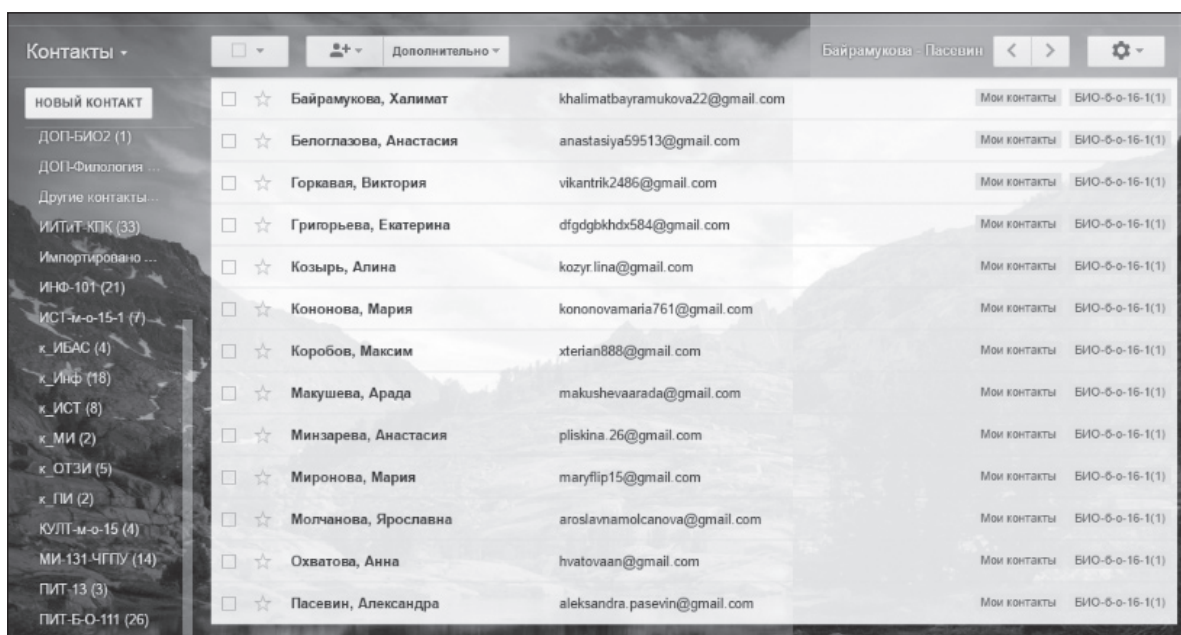 Контакты
Дополнительно
Байрамукова - Пасевин
НОВЫЙ КОНТАКТ
ДОП-БИО2 (1)
ДОП-Филология ...
Другие контакты...
ИИТиТ-КПК (33)
Импортировано ...
ИНФ-101 (21)
ИСТ-м-о-15-1 (7)
к_ИБАС (4)
к_Инф (18)
к_ИСТ (8)
к_МИ (2)
к_ОТЗИ (5)
к_ПИ (2)
КУЛТ-м-о-15 (4)
МИ-131-ЧГПУ (14)
ПИТ-13 (3)
ПИТ-Б-О-111 (26)
Байрамукова, Халимат khalimatbayramukova22@gmail.com Мои контакты БИО-б-о-16-1(1)
Белоглазова, Анастасия anastasiya59513@gmail.com Мои контакты БИО-б-о-16-1(1)
Горкавая, Виктория vikantrik2486@gmail.com Мои контакты БИО-б-о-16-1(1)
Григорьева, Екатерина dfgdgbkhdx584@gmail.com Мои контакты БИО-б-о-16-1(1)
Козырь, Алина kozyr.lina@gmail.com Мои контакты БИО-б-о-16-1(1)
Кононова, Мария kononovamaria761@gmail.com Мои контакты БИО-б-о-16-1(1)
Коробов, Максим xterian888@gmail.com Мои контакты БИО-б-о-16-1(1)
Макушева, Арада makushevaarada@gmail.com Мои контакты БИО-б-о-16-1(1)
Минзарева, Анастасия pliskina.26@gmail.com Мои контакты БИО-б-о-16-1(1)
Миронова, Мария maryflip15@gmail.com Мои контакты БИО-б-о-16-1(1)
Молчанова, Ярославна aroslavnamolcanova@gmail.com Мои контакты БИО-б-о-16-1(1)
Охватова, Анна hvatovaan@gmail.com Мои контакты БИО-б-о-16-1(1)
Пасевин, Александра aleksandra.pasevin@gmail.com Мои контакты БИО-б-о-16-1(1)